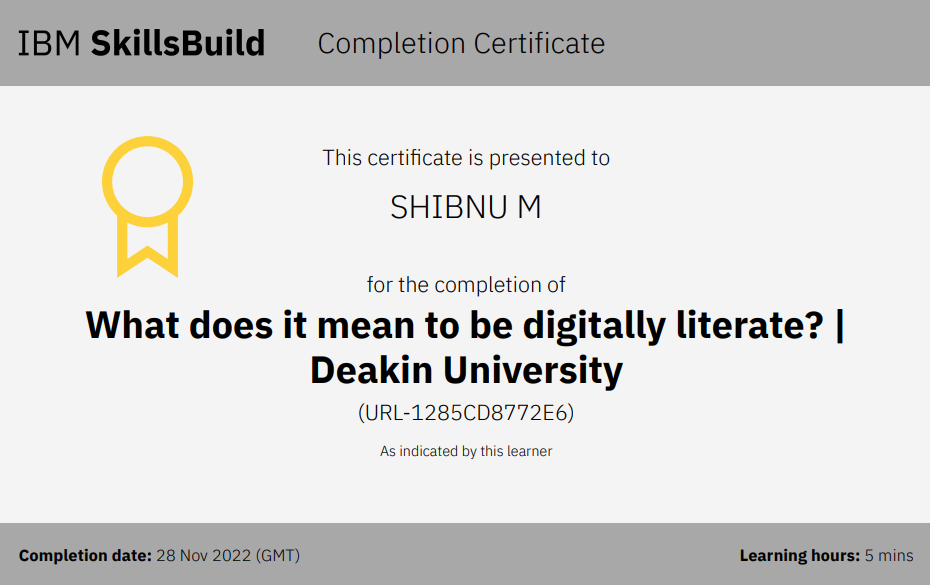 IBM SkillsBuild Completion Certificate
This certificate is presented to
SHIBNU M
for the completion of
What does it mean to be digitally literate? |
Deakin University
(URL-1285CD8772E6)
As indicated by this learner
Completion date: 28 Nov 2022 (GMT) Learning hours: 5 mins